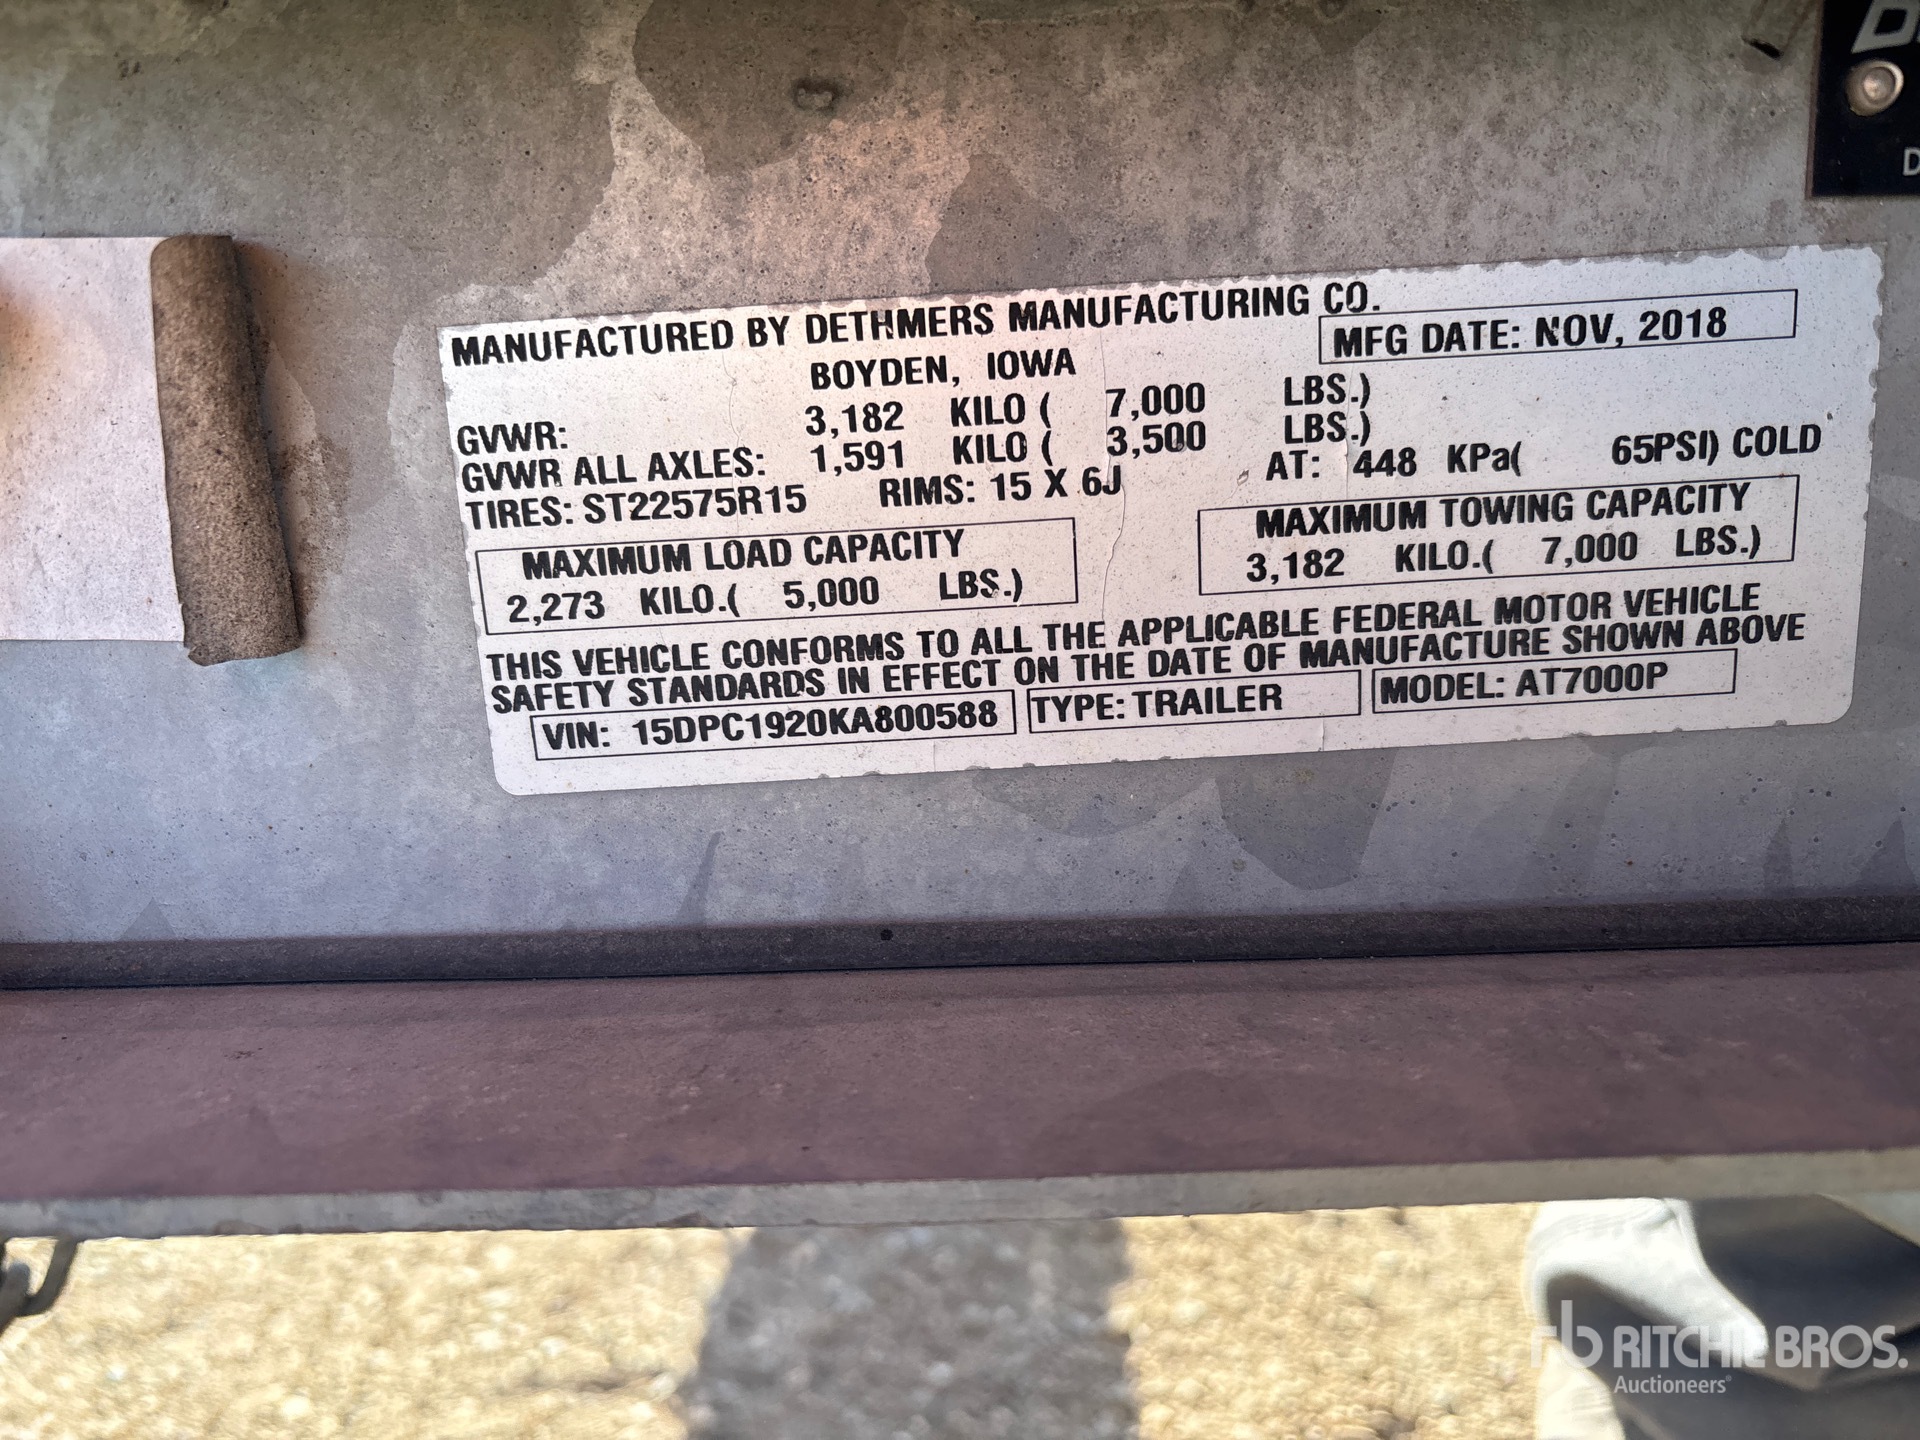 MANUFACTURED BY DETHMERS MANUFACTURING CO.
BOYDEN, IOWA
MFG DATE: NOV, 2018
GVWR: 3,182 KILO ( 7,000 LBS.)
GVWR ALL AXLES: 1,591 KILO ( 3,500 LBS.)
TIRES: ST22575R15 RIMS: 15 X 6J AT: 448 KPa( 65PSI) COLD
MAXIMUM LOAD CAPACITY
2,273 KILO.( 5,000 LBS.)
MAXIMUM TOWING CAPACITY
3,182 KILO.( 7,000 LBS.)
THIS VEHICLE CONFORMS TO ALL THE APPLICABLE FEDERAL MOTOR VEHICLE
SAFETY STANDARDS IN EFFECT ON THE DATE OF MANUFACTURE SHOWN ABOVE
VIN: 15DPC1920KA800588 TYPE: TRAILER MODEL: AT7000P
rb RITCHIE BROS.
Auctioneers